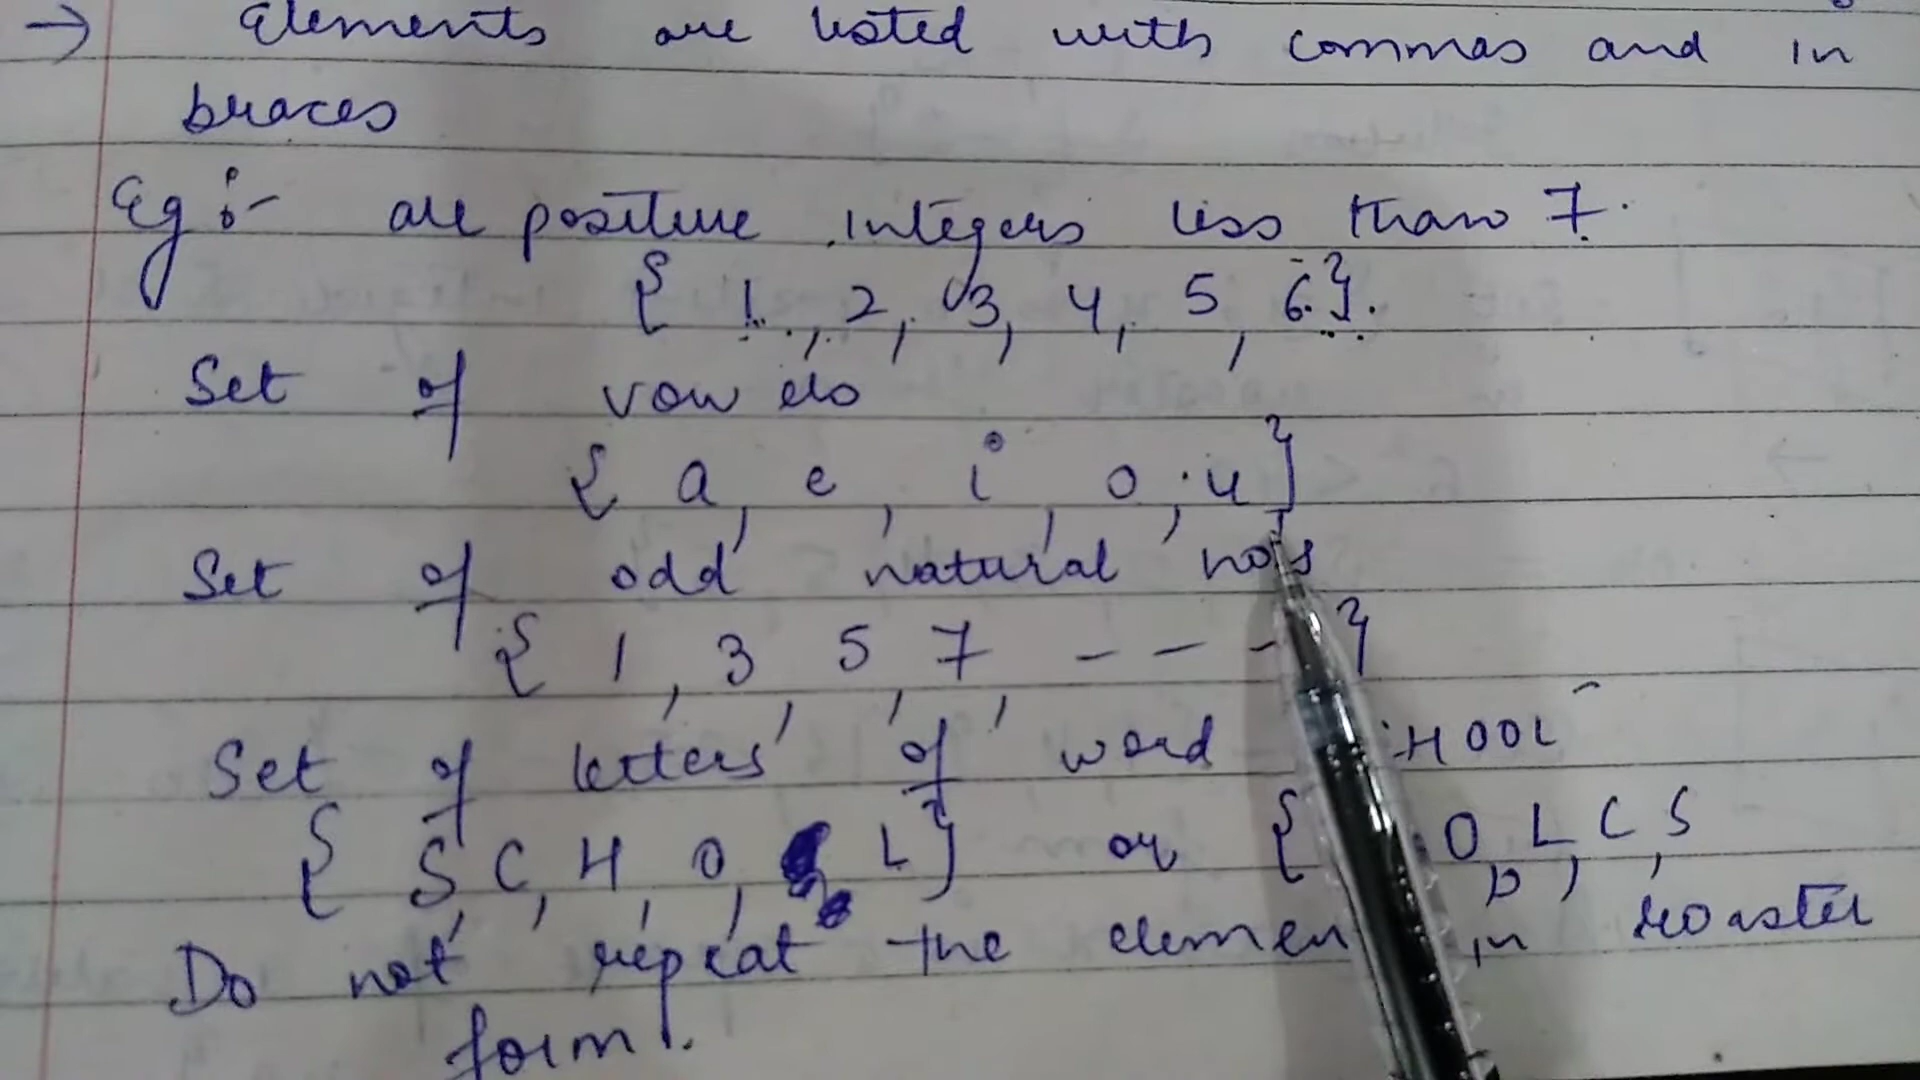 → Elements are listed with commas and in
braces
Eg :- are positive integers less than 7.
{ 1, 2, 3, 4, 5, 6 }.
Set of vowels
{ a, e, i, o, u }
Set of odd natural nos
{ 1, 3, 5, 7, - - - }
Set of letters of word HOOL
{ S, C, H, O, L } or { O, L, C, S
Do not repeat the elemen in roaster
form.